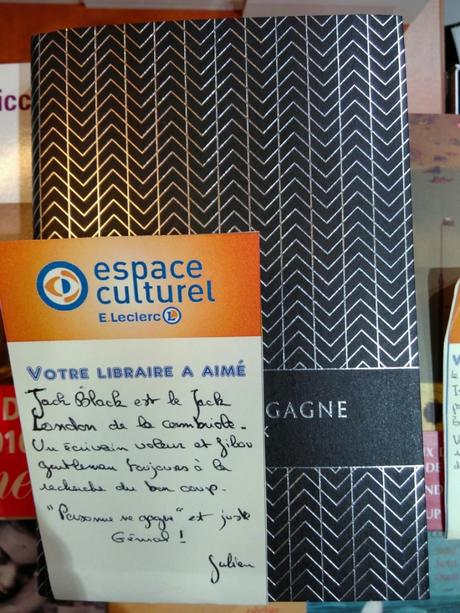 espace
culturel
E.Leclerc L
VOTRE LIBRAIRE A AIMÉ
Jack Black est le Jack
London de la cambriole.
Un écrivain voleur et filou
gentleman toujours à la
recherche du bon coup.
"Personne ne gagne" est juste
Génial !
Julien
GAGNE
K